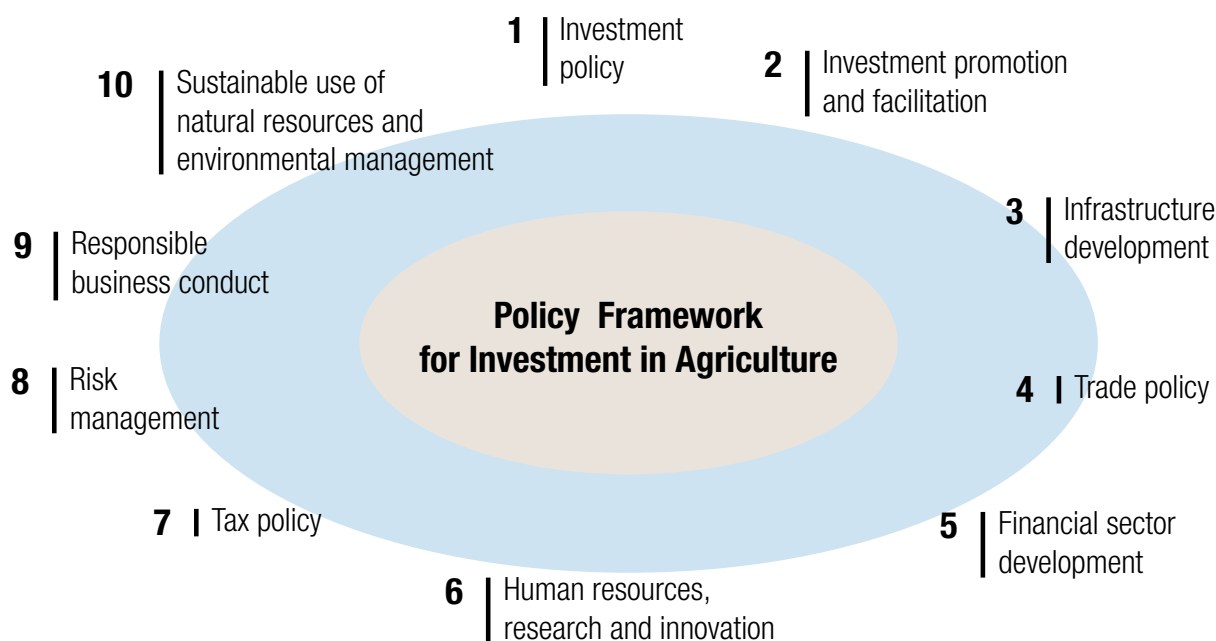 1 Investment
policy
2 Investment promotion
and facilitation
3 Infrastructure
development
4 Trade policy
5 Financial sector
development
6 Human resources,
research and innovation
7 Tax policy
8 Risk
management
9 Responsible
business conduct
10 Sustainable use of
natural resources and
environmental management
Policy Framework
for Investment in Agriculture